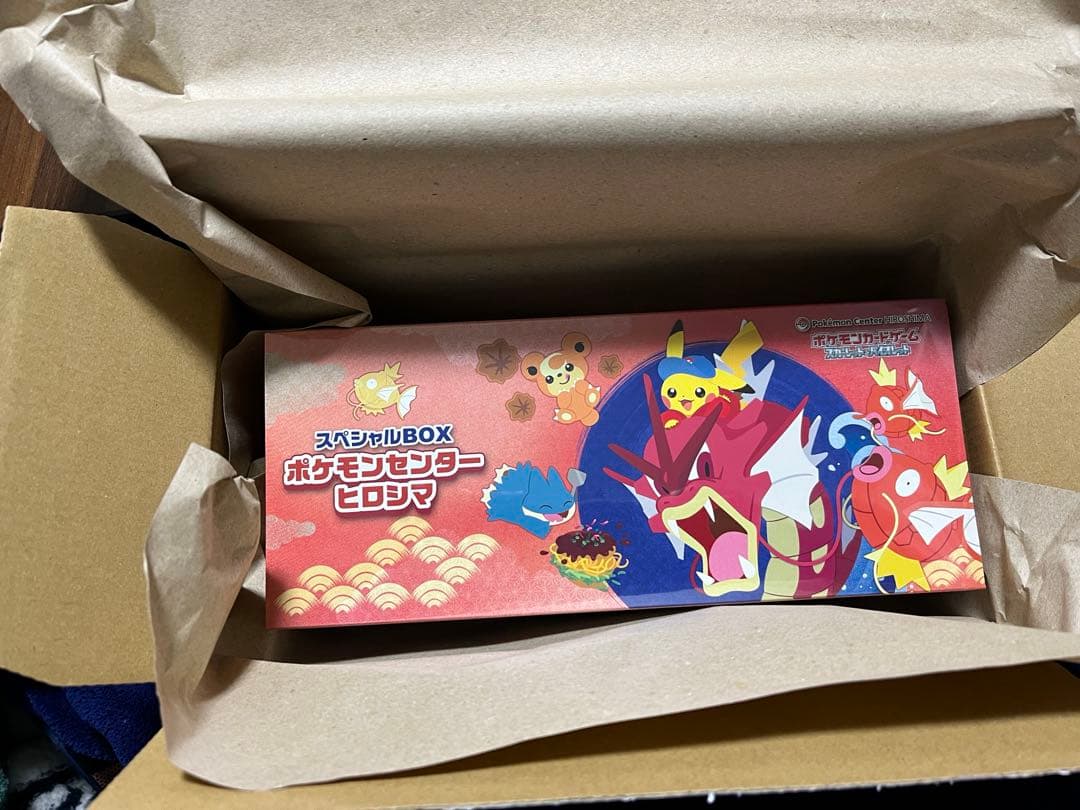 Pokémon Center HIROSHIMA
ポケモンカードゲーム
スカーレット&バイオレット
スペシャルBOX
ポケモンセンター
ヒロシマ